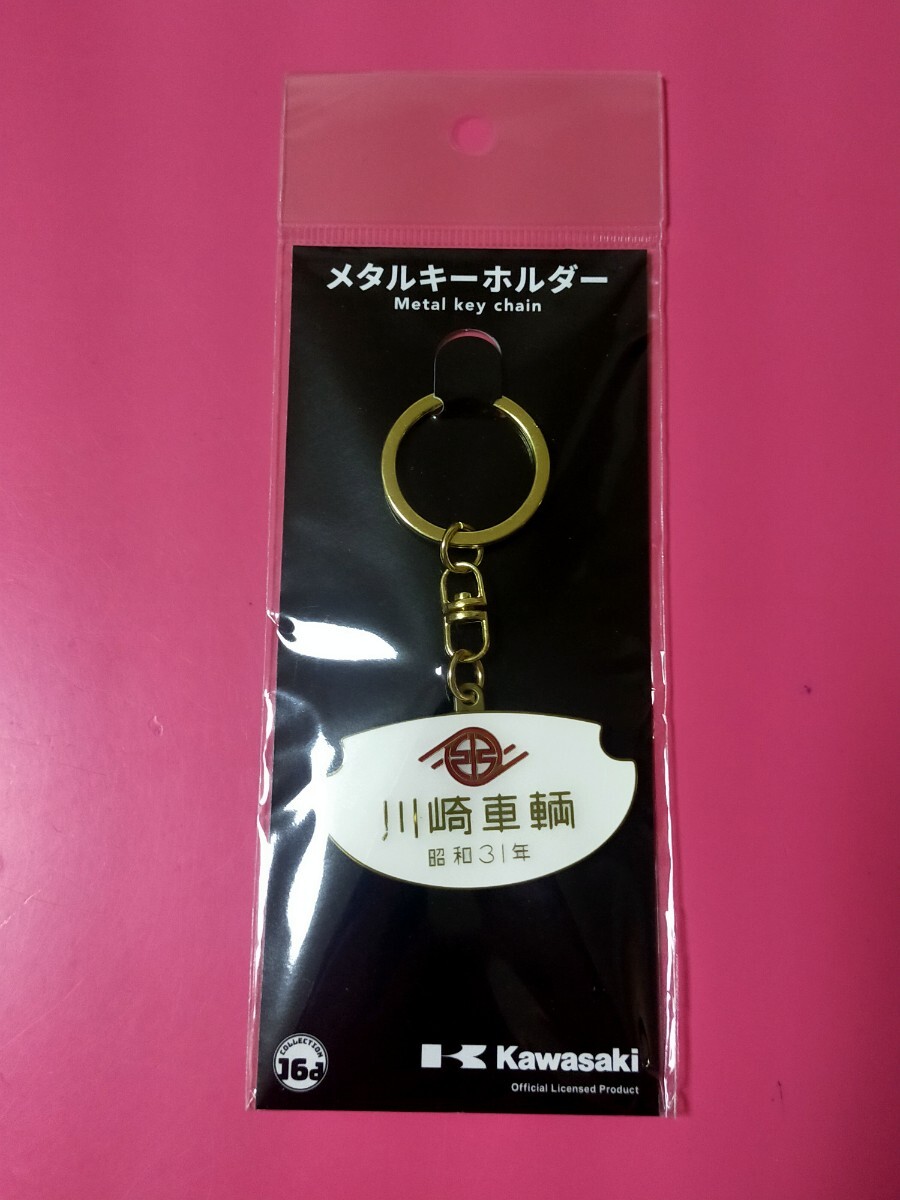 メタルキーホルダー
Metal key chain
川崎車輌
昭和31年
COLLECTION
Kawasaki
Official Licensed Product